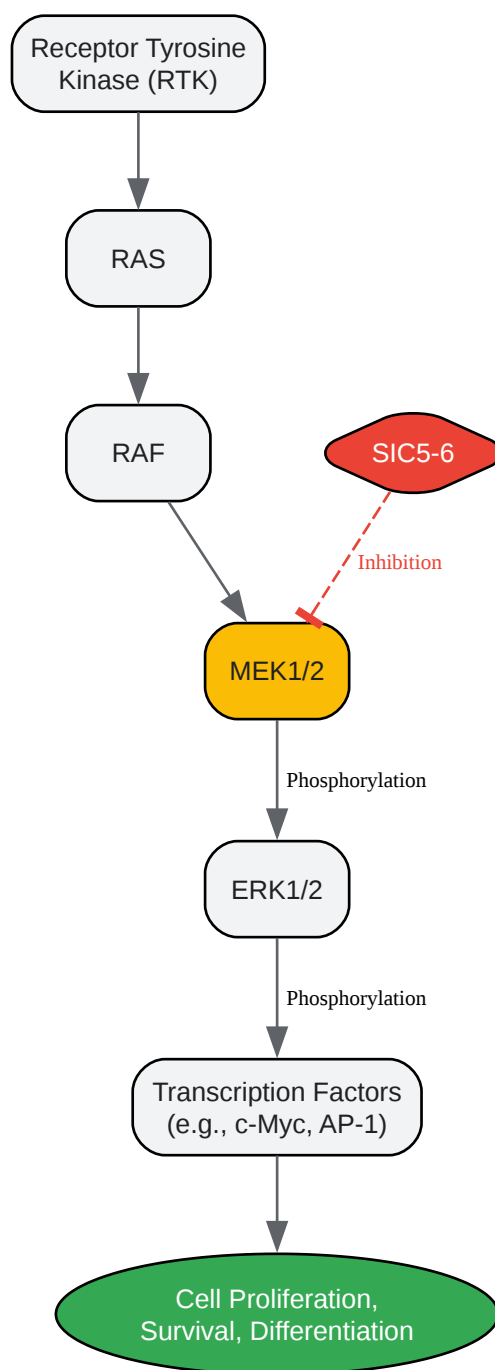 Receptor Tyrosine
Kinase (RTK)
RAS
RAF
SIC5-6
Inhibition
MEK1/2
Phosphorylation
ERK1/2
Phosphorylation
Transcription Factors
(e.g., c-Myc, AP-1)
Cell Proliferation,
Survival, Differentiation